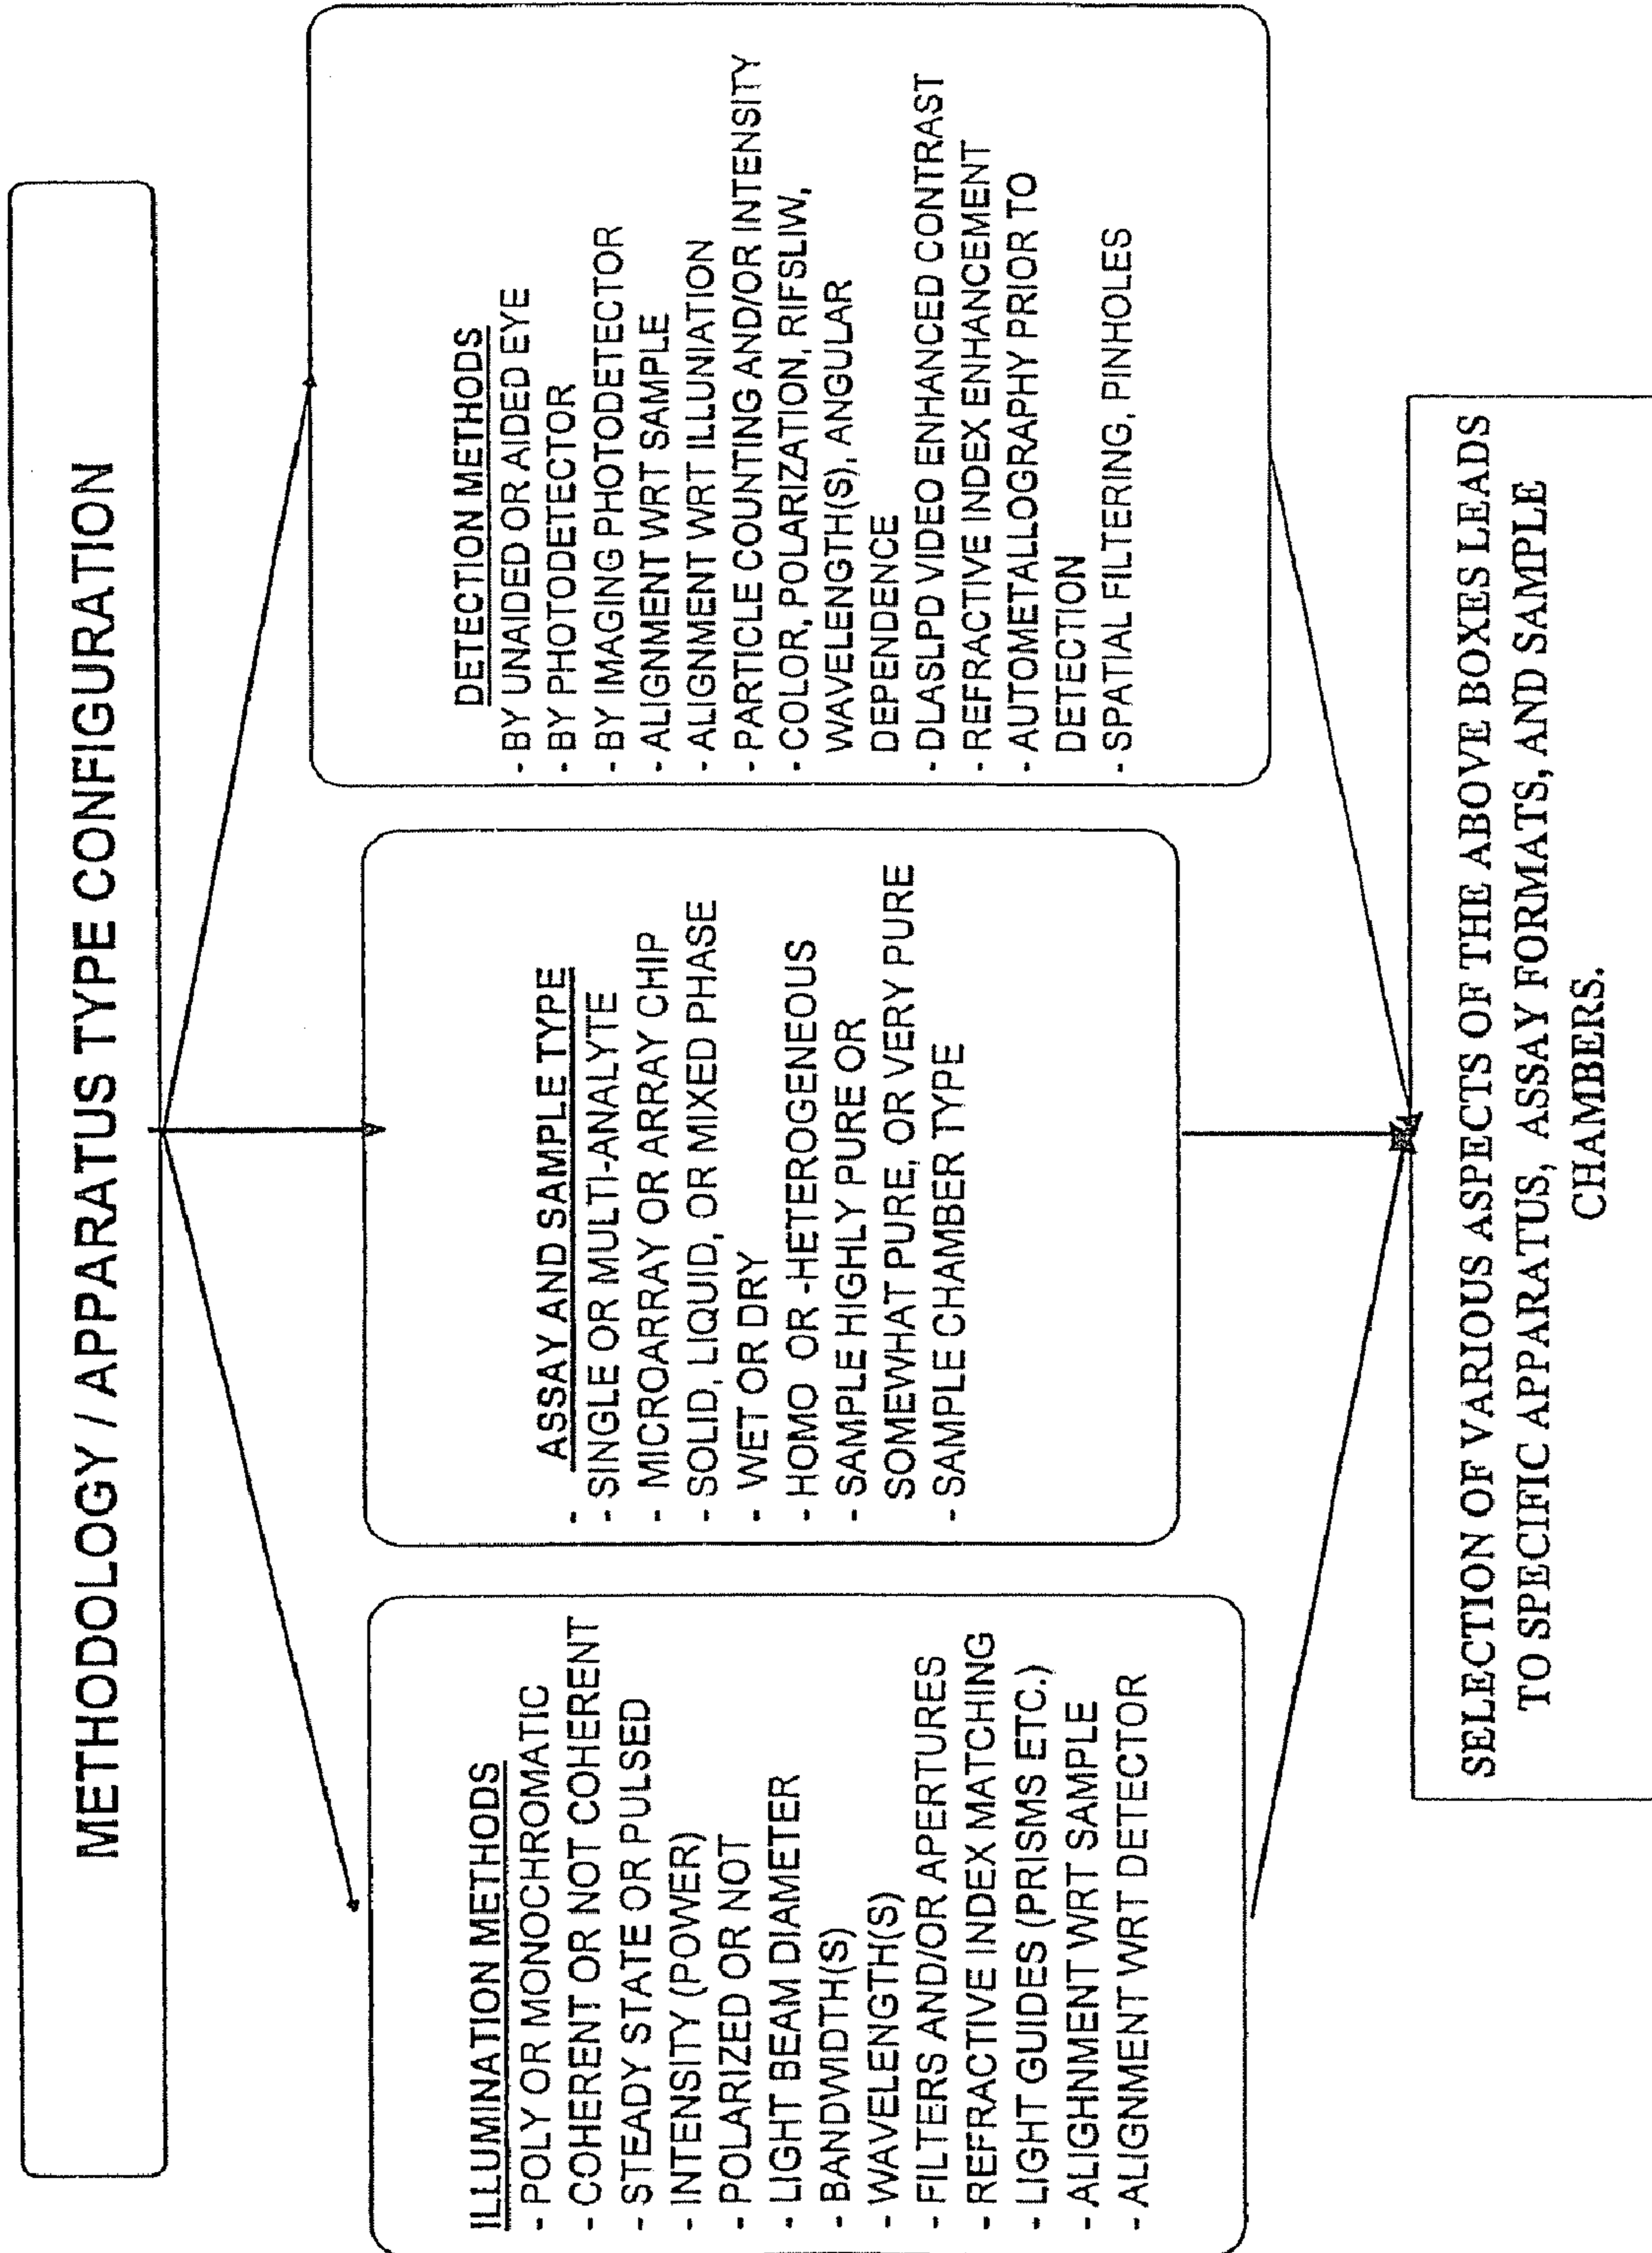 METHODOLOGY / APPARATUS TYPE CONFIGURATION
ILLUMINATION METHODS
- POLY OR MONOCHROMATIC
- COHERENT OR NOT COHERENT
- STEADY STATE OR PULSED
- INTENSITY (POWER)
- POLARIZED OR NOT
- LIGHT BEAM DIAMETER
- BANDWIDTH(S)
- WAVELENGTH(S)
- FILTERS AND/OR APERTURES
- REFRACTIVE INDEX MATCHING
- LIGHT GUIDES (PRISMS ETC.)
- ALIGHNMENT WRT SAMPLE
- ALIGNMENT WRT DETECTOR
- ASSAY AND SAMPLE TYPE
- SINGLE OR MULTI-ANALYTE
- MICROARRAY OR ARRAY CHIP
- SOLID, LIQUID, OR MIXED PHASE
- WET OR DRY
- HOMO OR -HETEROGENEOUS
- SAMPLE HIGHLY PURE OR
SOMEWHAT PURE, OR VERY PURE
- SAMPLE CHAMBER TYPE
DETECTION METHODS
- BY UNAIDED OR AIDED EYE
- BY PHOTODETECTOR
- BY IMAGING PHOTODETECTOR
- ALIGNMENT WRT SAMPLE
- ALIGNMENT WRT ILLUNIATION
- PARTICLE COUNTING AND/OR INTENSITY
- COLOR, POLARIZATION, RIFSLIW,
WAVELENGTH(S), ANGULAR
DEPENDENCE
- DLASLPD VIDEO ENHANCED CONTRAST
- REFRACTIVE INDEX ENHANCEMENT
- AUTOMETALLOGRAPHY PRIOR TO
DETECTION
- SPATIAL FILTERING, PINHOLES
SELECTION OF VARIOUS ASPECTS OF THE ABOVE BOXES LEADS
TO SPECIFIC APPARATUS, ASSAY FORMATS, AND SAMPLE
CHAMBERS.